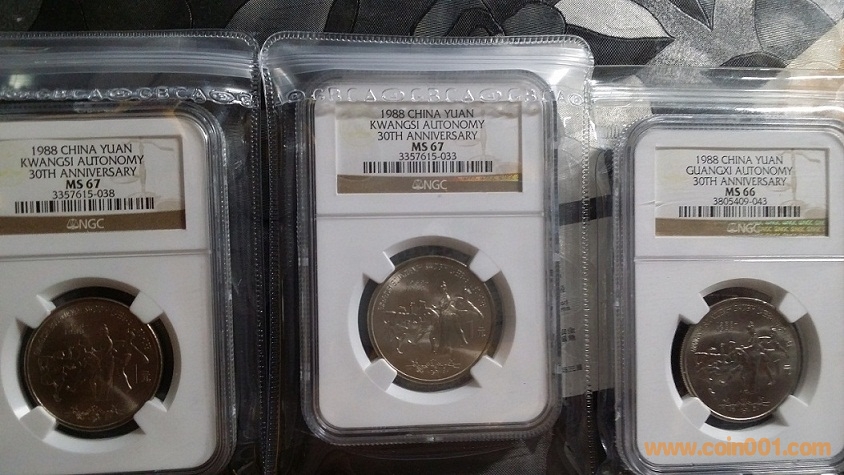 1988 CHINA YUAN
KWANGSI AUTONOMY
30TH ANNIVERSARY
MS 67
3357615-038
NGC
1988 CHINA YUAN
KWANGSI AUTONOMY
30TH ANNIVERSARY
MS 67
3357615-033
NGC
1988 CHINA YUAN
GUANGXI AUTONOMY
30TH ANNIVERSARY
MS 66
3805409-043
NGC
www.coin001.com